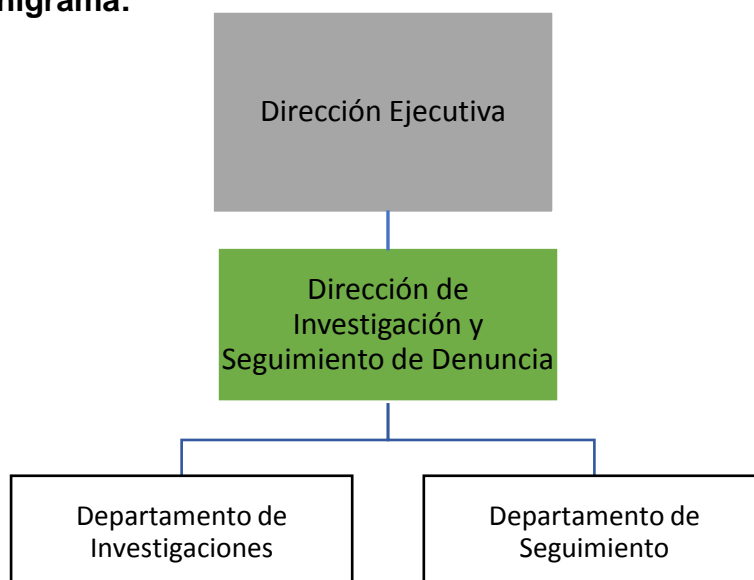 nigrama:
Dirección Ejecutiva
Dirección de
Investigación y
Seguimiento de Denuncia
Departamento de
Investigaciones
Departamento de
Seguimiento